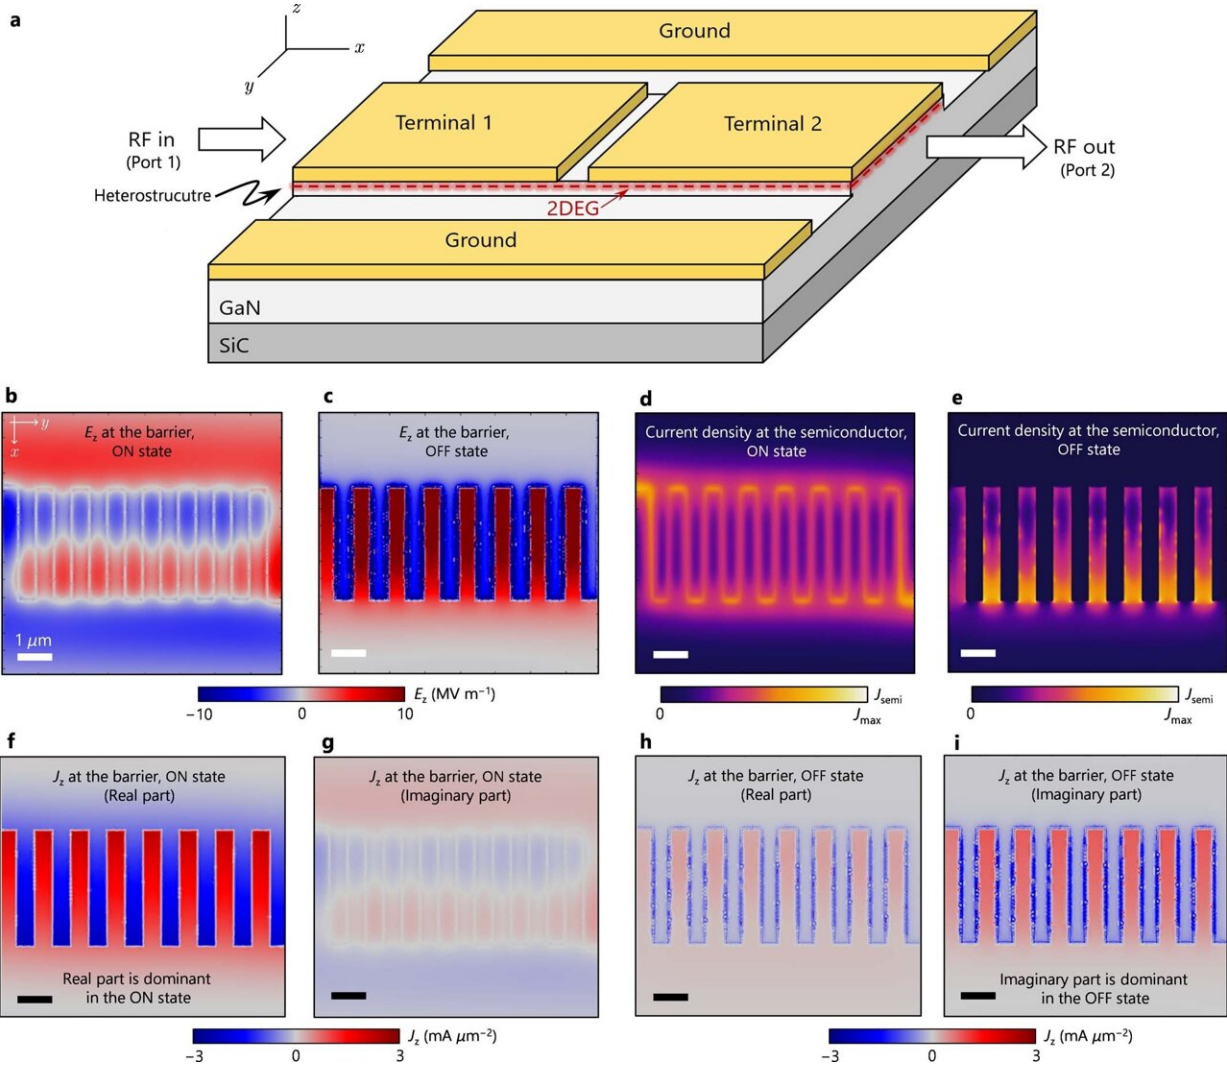 a
z
x
y
Ground
Terminal 1
Terminal 2
RF in
(Port 1)
RF out
(Port 2)
Heterostrucutre
2DEG
Ground
GaN
SiC
b
c
d
e
y
x
E_z at the barrier,
ON state
1 μm
E_z at the barrier,
OFF state
Current density at the semiconductor,
ON state
Current density at the semiconductor,
OFF state
E_z (MV m⁻¹)
−10
0
10
J_semi
0
J_max
J_semi
0
J_max
f
g
h
i
J_z at the barrier, ON state
(Real part)
Real part is dominant
in the ON state
J_z at the barrier, ON state
(Imaginary part)
J_z at the barrier, OFF state
(Real part)
J_z at the barrier, OFF state
(Imaginary part)
Imaginary part is dominant
in the OFF state
J_z (mA μm⁻²)
−3
0
3
J_z (mA μm⁻²)
−3
0
3